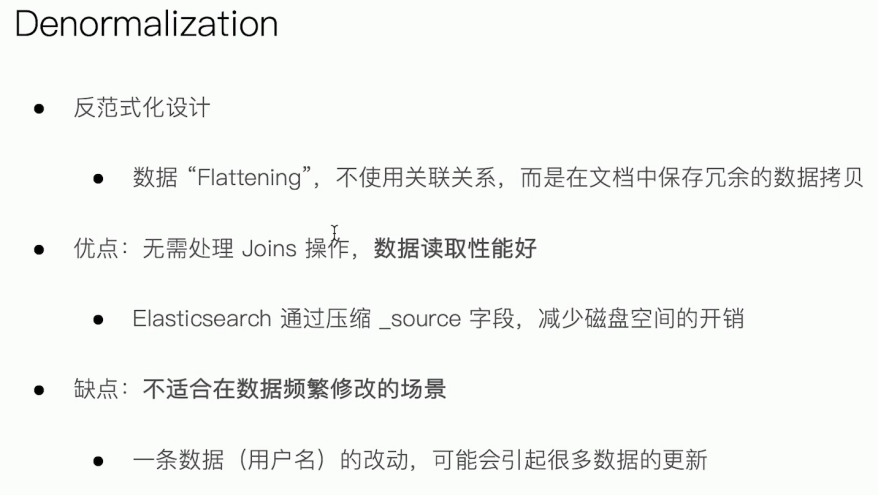 Denormalization
反范式化设计
数据 “Flattening”，不使用关联关系，而是在文档中保存冗余的数据拷贝
优点：无需处理 Joins 操作，数据读取性能好
Elasticsearch 通过压缩 _source 字段，减少磁盘空间的开销
缺点：不适合在数据频繁修改的场景
一条数据（用户名）的改动，可能会引起很多数据的更新